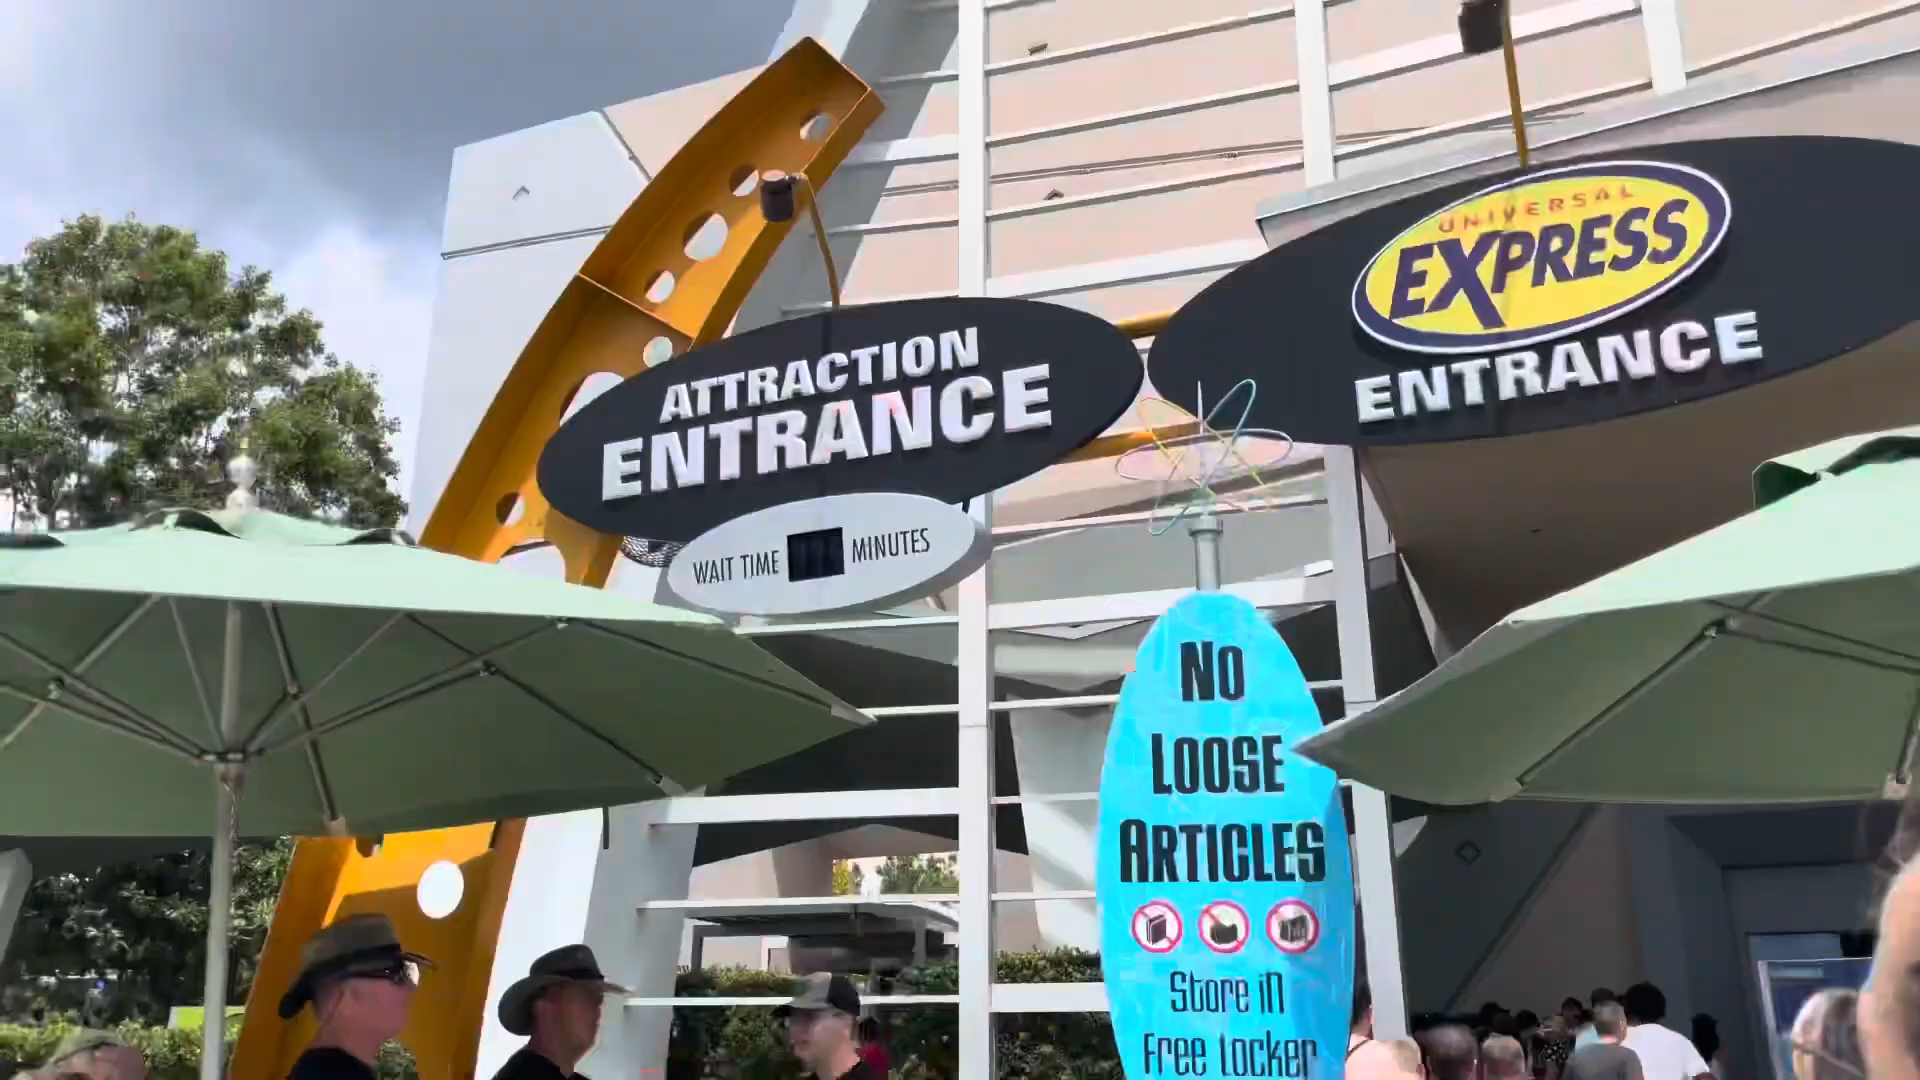 ATTRACTION
ENTRANCE
WAIT TIME MINUTES
UNIVERSAL
EXPRESS
ENTRANCE
No
Loose
Articles
Store in
Free Locker